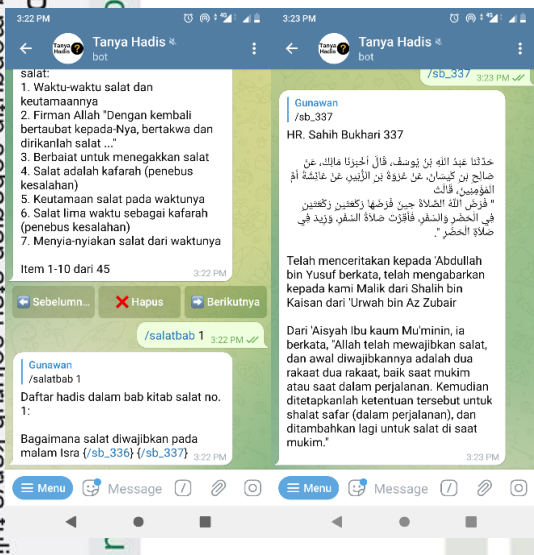 3:22 PM
Tanya Hadis
bot
salat:
1. Waktu-waktu salat dan
keutamaannya
2. Firman Allah "Dengan kembali
bertaubat kepada-Nya, bertakwa dan
dirikanlah salat ..."
3. Berbaiat untuk menegakkan salat
4. Salat adalah kafarah (penebus
kesalahan)
5. Keutamaan salat pada waktunya
6. Salat lima waktu sebagai kafarah
(penebus kesalahan)
7. Menyia-nyiakan salat dari waktunya
Item 1-10 dari 45
3:22 PM
Sebelumn...
Hapus
Berikutnya
/salatbab 1 3:22 PM
Gunawan
/salatbab 1
Daftar hadis dalam bab kitab salat no.
1:
Bagaimana salat diwajibkan pada
malam Isra {/sb_336} {/sb_337} 3:22 PM
Menu
Message
3:23 PM
Tanya Hadis
bot
/sb_337 3:23 PM
Gunawan
/sb_337
HR. Sahih Bukhari 337
حَدَّثَنَا عَبْدُ اللَّهِ بْنُ يُوسُفَ، قَالَ أَخْبَرَنَا مَالِكٌ، عَنْ
صَالِحِ بْنِ كَيْسَانَ، عَنْ عُرْوَةَ بْنِ الزُّبَيْرِ، عَنْ عَائِشَةَ أُمِّ
الْمُؤْمِنِينَ، قَالَتْ
" فَرَضَ اللَّهُ الصَّلاَةَ حِينَ فَرَضَهَا رَكْعَتَيْنِ رَكْعَتَيْنِ
فِي الْحَضَرِ وَالسَّفَرِ، فَأُقِرَّتْ صَلاَةُ السَّفَرِ، وَزِيدَ فِي
صَلاَةِ الْحَضَرِ ".
Telah menceritakan kepada 'Abdullah
bin Yusuf berkata, telah mengabarkan
kepada kami Malik dari Shalih bin
Kaisan dari 'Urwah bin Az Zubair
Dari 'Aisyah Ibu kaum Mu'minin, ia
berkata, "Allah telah mewajibkan salat,
dan awal diwajibkannya adalah dua
rakaat dua rakaat, baik saat mukim
atau saat dalam perjalanan. Kemudian
ditetapkanlah ketentuan tersebut untuk
shalat safar (dalam perjalanan), dan
ditambahkan lagi untuk salat di saat
mukim."
3:23 PM
Menu
Message